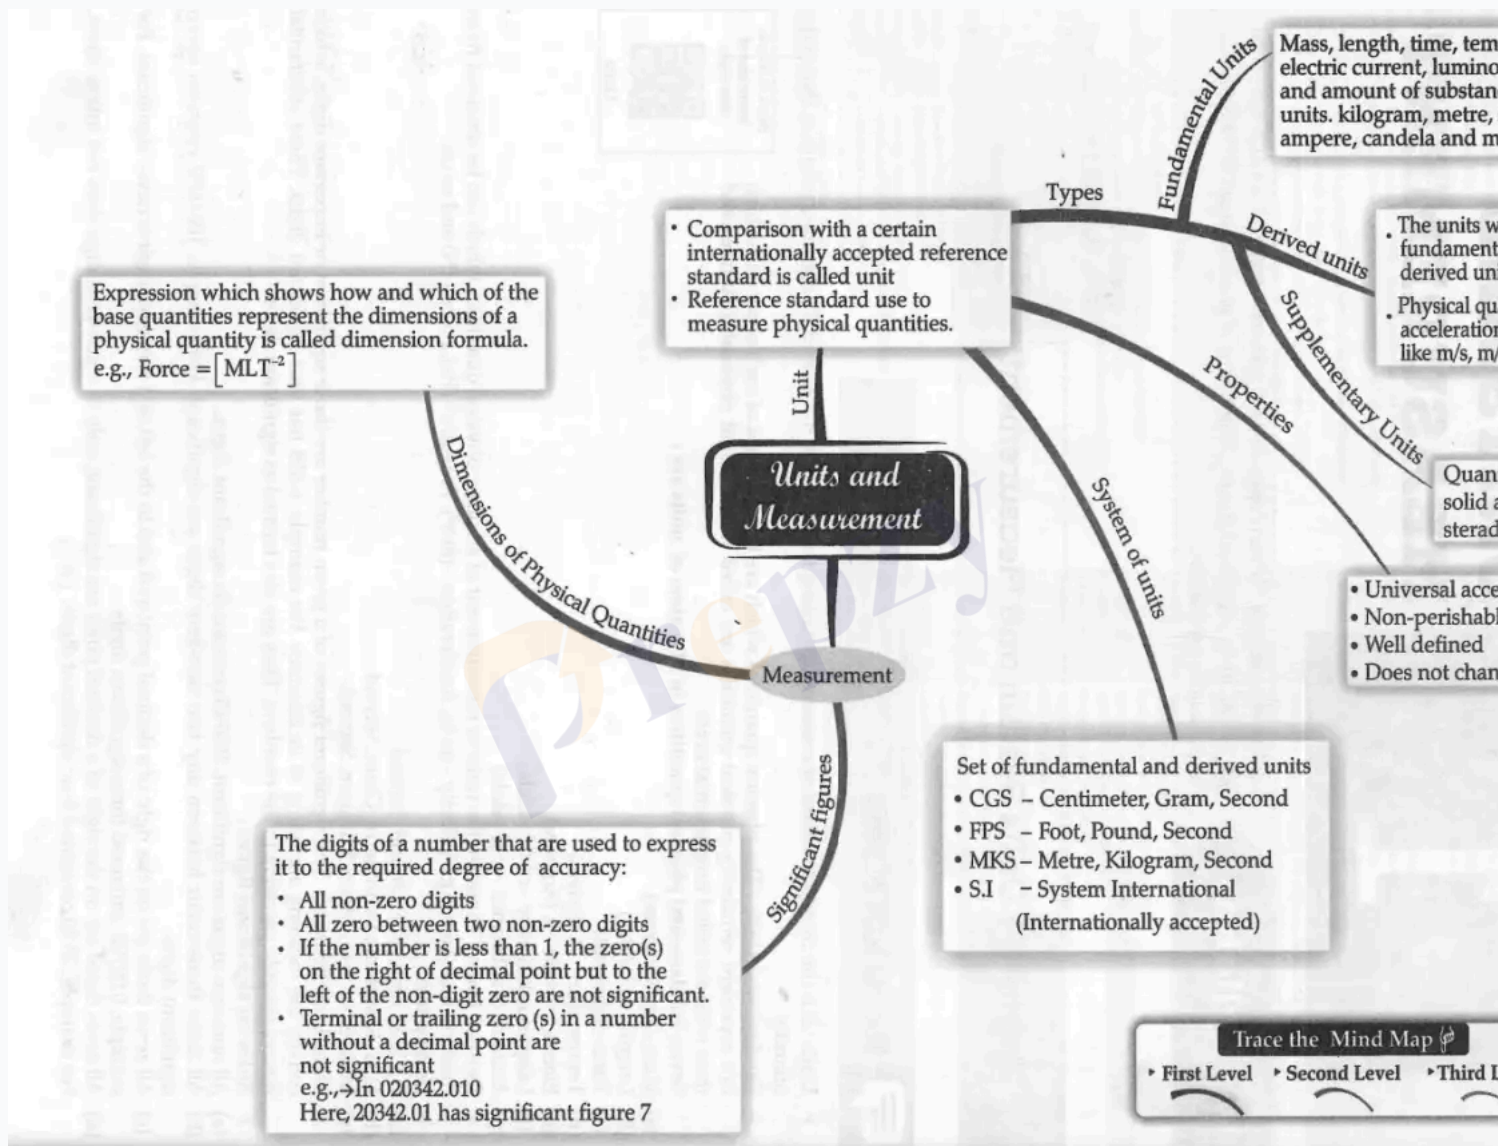 Mass, length, time, tem
electric current, lumino
and amount of substanc
units. kilogram, metre,
ampere, candela and m
Fundamental Units
Types
Derived units
The units w
fundament
derived uni
Physical qu
acceleration
like m/s, m/
Supplementary Units
Quan
solid a
sterad
Properties
• Universal acce
• Non-perishabl
• Well defined
• Does not chan
• Comparison with a certain
internationally accepted reference
standard is called unit
• Reference standard use to
measure physical quantities.
Unit
Units and
Measurement
System of units
Set of fundamental and derived units
• CGS – Centimeter, Gram, Second
• FPS – Foot, Pound, Second
• MKS – Metre, Kilogram, Second
• S.I – System International
(Internationally accepted)
Expression which shows how and which of the
base quantities represent the dimensions of a
physical quantity is called dimension formula.
e.g., Force = [MLT⁻²]
Dimensions of Physical Quantities
Measurement
Significant figures
The digits of a number that are used to express
it to the required degree of accuracy:
• All non-zero digits
• All zero between two non-zero digits
• If the number is less than 1, the zero(s)
on the right of decimal point but to the
left of the non-digit zero are not significant.
• Terminal or trailing zero (s) in a number
without a decimal point are
not significant
e.g.,→In 020342.010
Here, 20342.01 has significant figure 7
Prepzy
Trace the Mind Map
‣ First Level ‣ Second Level ‣ Third L